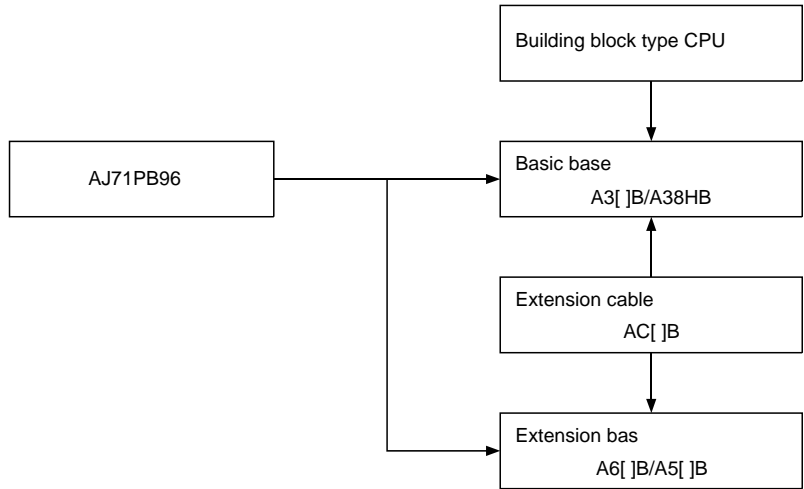 Building block type CPU
AJ71PB96
Basic base
A3[ ]B/A38HB
Extension cable
AC[ ]B
Extension bas
A6[ ]B/A5[ ]B